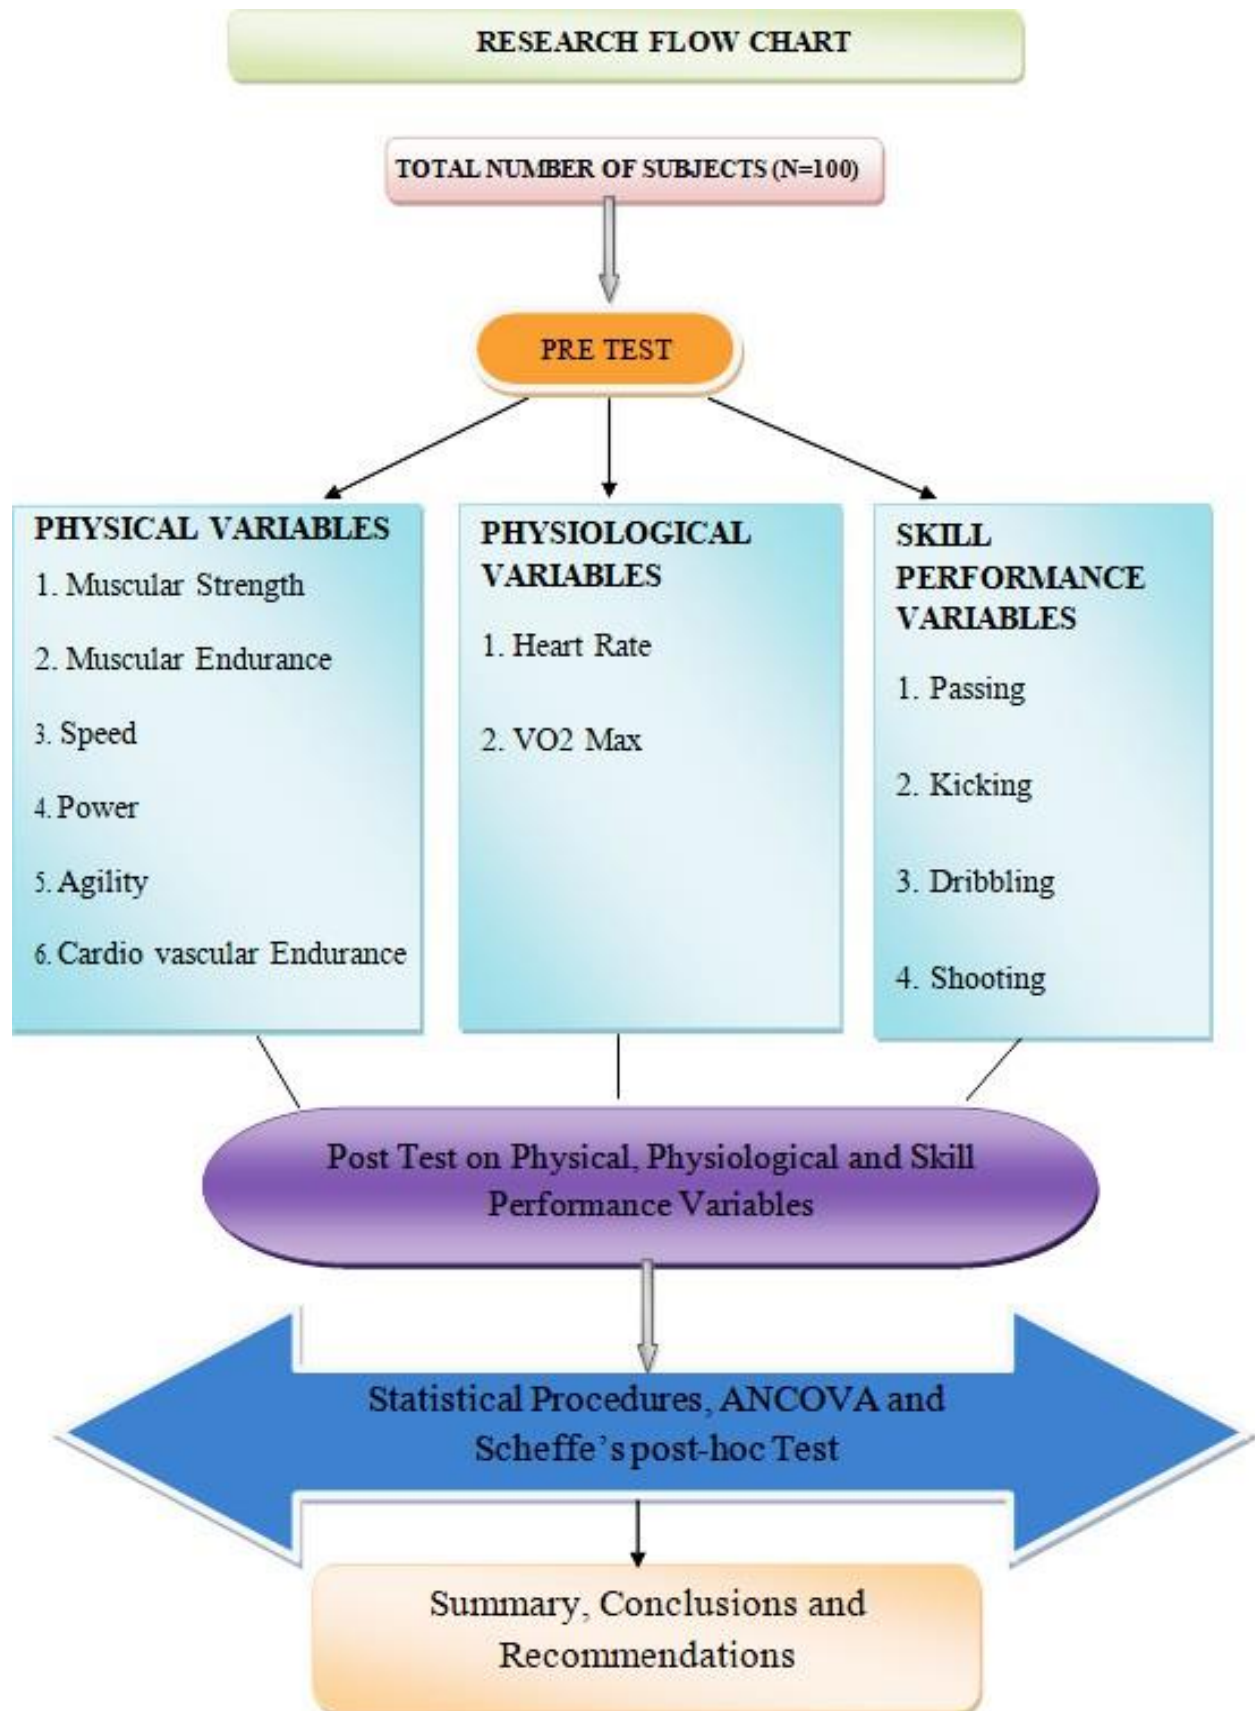 RESEARCH FLOW CHART
TOTAL NUMBER OF SUBJECTS (N=100)
PRE TEST
PHYSICAL VARIABLES
1. Muscular Strength
2. Muscular Endurance
3. Speed
4. Power
5. Agility
6. Cardio vascular Endurance
PHYSIOLOGICAL
VARIABLES
1. Heart Rate
2. VO2 Max
SKILL
PERFORMANCE
VARIABLES
1. Passing
2. Kicking
3. Dribbling
4. Shooting
Post Test on Physical, Physiological and Skill
Performance Variables
Statistical Procedures, ANCOVA and
Scheffe’s post-hoc Test
Summary, Conclusions and
Recommendations